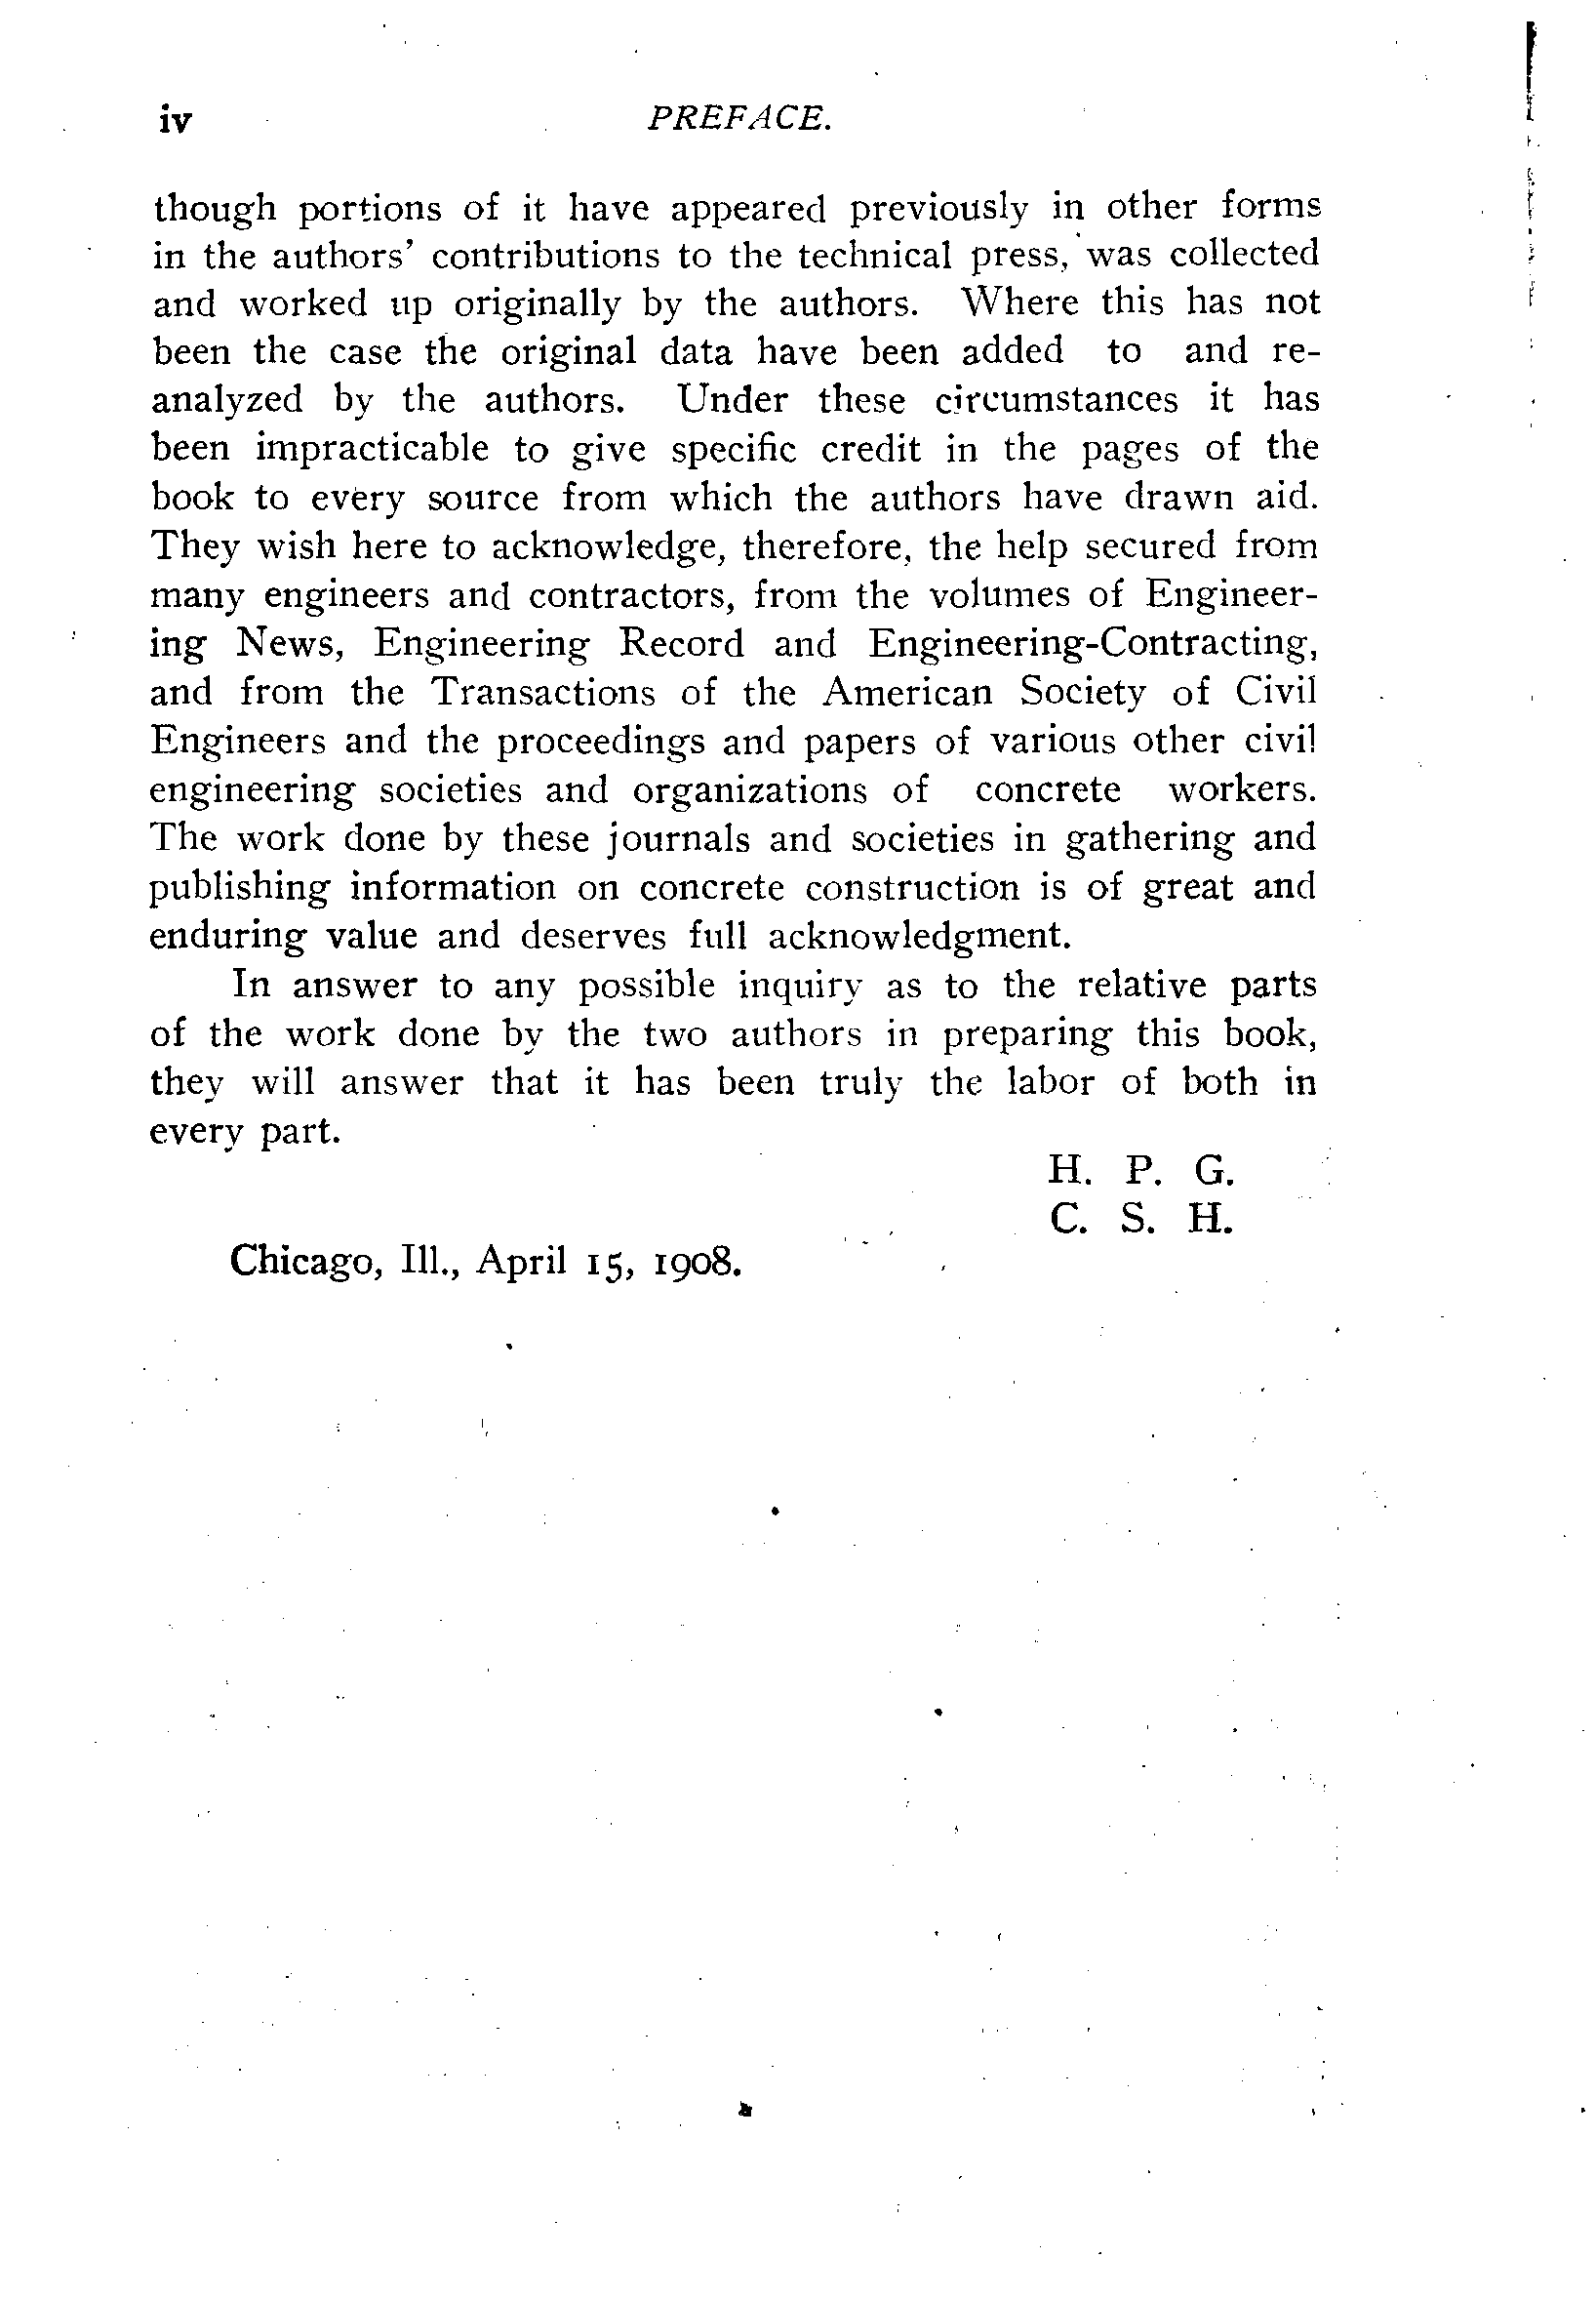 iv PREFACE.
though portions of it have appeared previously in other forms
in the authors’ contributions to the technical press, was collected
and worked up originally by the authors. Where this has not
been the case the original data have been added to and re-
analyzed by the authors. Under these circumstances it has
been impracticable to give specific credit in the pages of the
book to every source from which the authors have drawn aid.
They wish here to acknowledge, therefore, the help secured from
many engineers and contractors, from the volumes of Engineer-
ing News, Engineering Record and Engineering-Contracting,
and from the Transactions of the American Society of Civil
Engineers and the proceedings and papers of various other civil
engineering societies and organizations of concrete workers.
The work done by these journals and societies in gathering and
publishing information on concrete construction is of great and
enduring value and deserves full acknowledgment.
In answer to any possible inquiry as to the relative parts
of the work done by the two authors in preparing this book,
they will answer that it has been truly the labor of both in
every part.
H. P. G.
C. S. H.
Chicago, Ill., April 15, 1908.